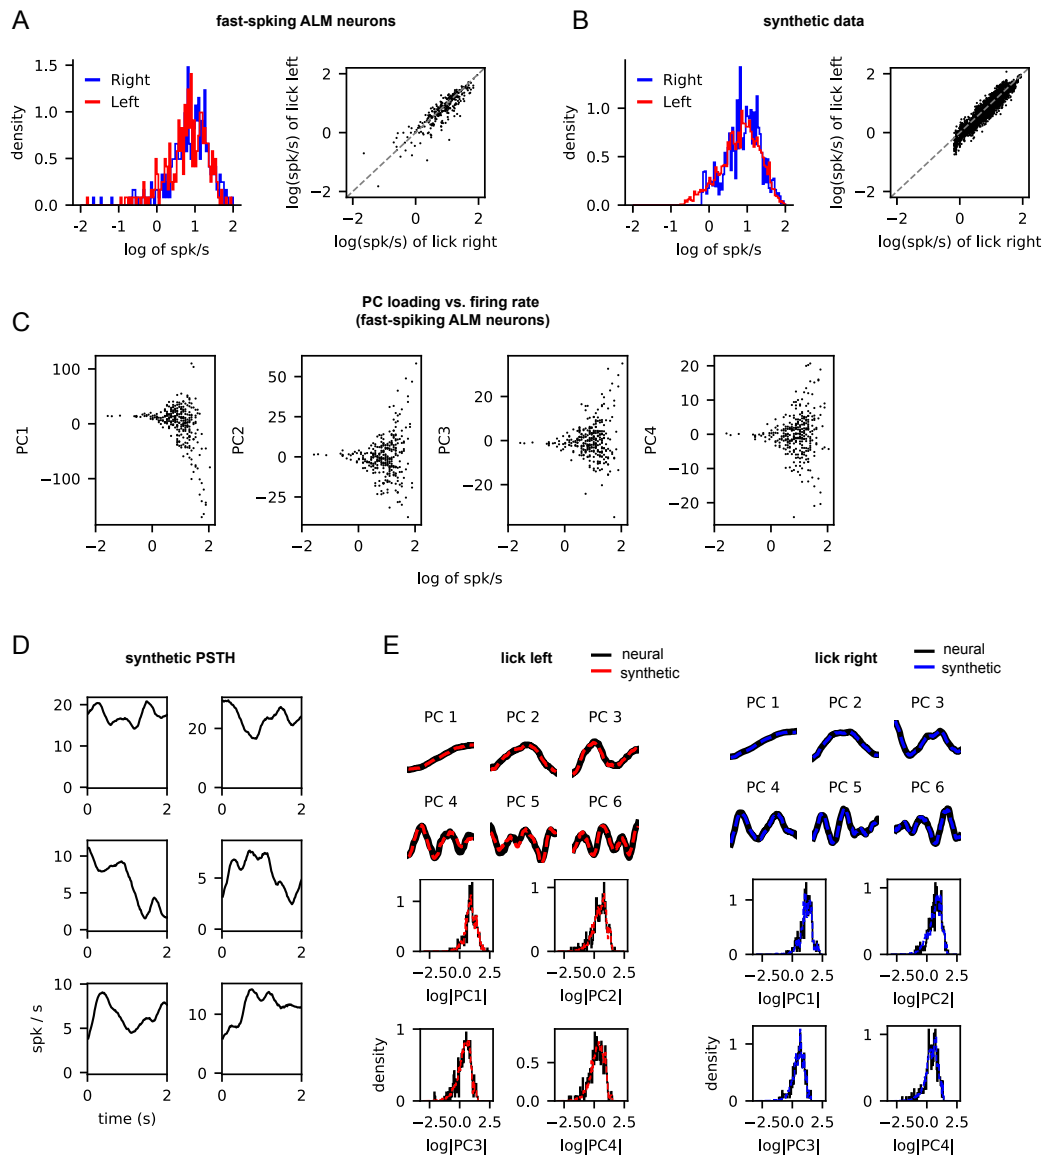 A
fast-spking ALM neurons
B
synthetic data
1.5
1.0
0.5
0.0
density
Right
Left
-2
-1
0
1
2
log of spk/s
2
0
−2
log(spk/s) of lick left
−2
0
2
log(spk/s) of lick right
1.0
0.5
0.0
density
Right
Left
-2
-1
0
1
2
log of spk/s
2
0
−2
log(spk/s) of lick left
−2
0
2
log(spk/s) of lick right
C
PC loading vs. firing rate
(fast-spiking ALM neurons)
100
0
−100
PC1
−2
0
2
50
25
0
−25
PC2
−2
0
2
20
0
−20
PC3
−2
0
2
20
10
0
−10
−20
PC4
−2
0
2
log of spk/s
D
synthetic PSTH
20
10
0
0
2
20
0
0
2
10
5
0
0
2
10
5
0
0
2
10
5
0
spk / s
0
2
10
0
0
2
time (s)
E
lick left
neural
synthetic
lick right
neural
synthetic
PC 1
PC 2
PC 3
PC 4
PC 5
PC 6
PC 1
PC 2
PC 3
PC 4
PC 5
PC 6
1
0
−2.50.0 2.5
log|PC1|
1
0
−2.50.0 2.5
log|PC2|
1
0
−2.50.0 2.5
log|PC1|
1
0
−2.50.0 2.5
log|PC2|
1
0
density
−2.50.0 2.5
log|PC3|
0.5
0.0
−2.50.0 2.5
log|PC4|
1
0
density
−2.50.0 2.5
log|PC3|
1
0
−2.50.0 2.5
log|PC4|